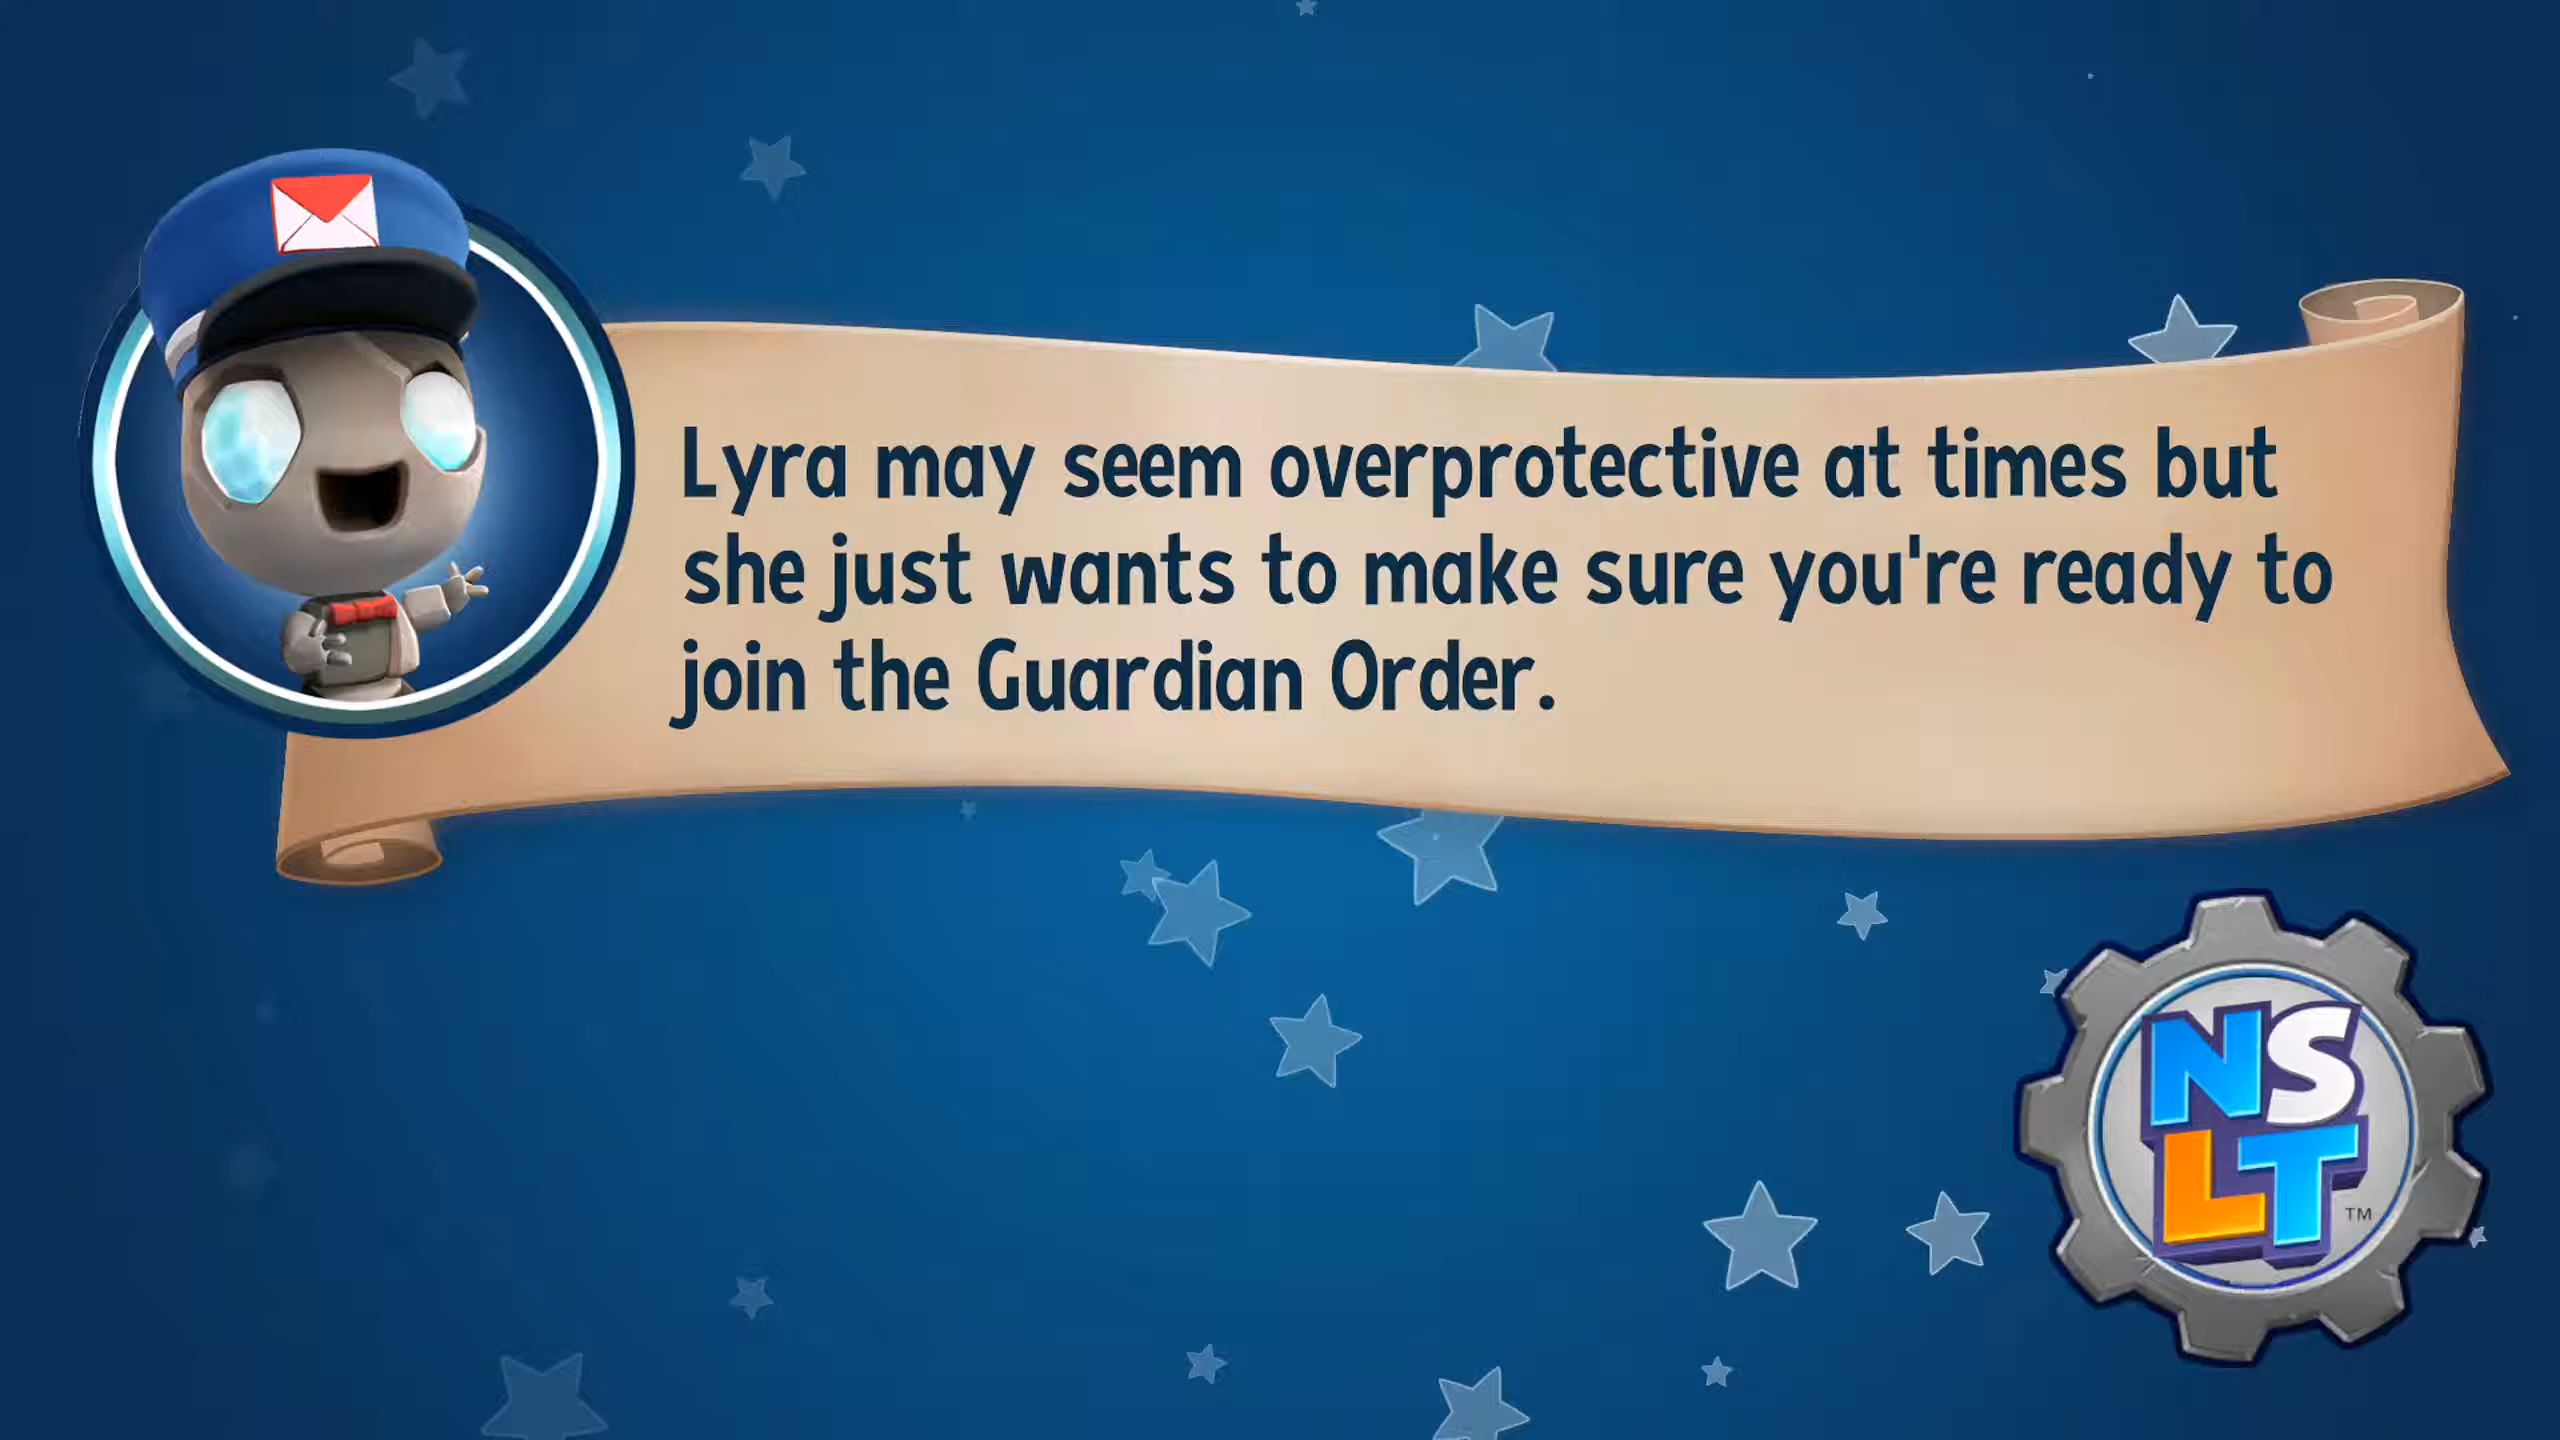 Lyra may seem overprotective at times but
she just wants to make sure you're ready to
join the Guardian Order.
NS
LT
TM